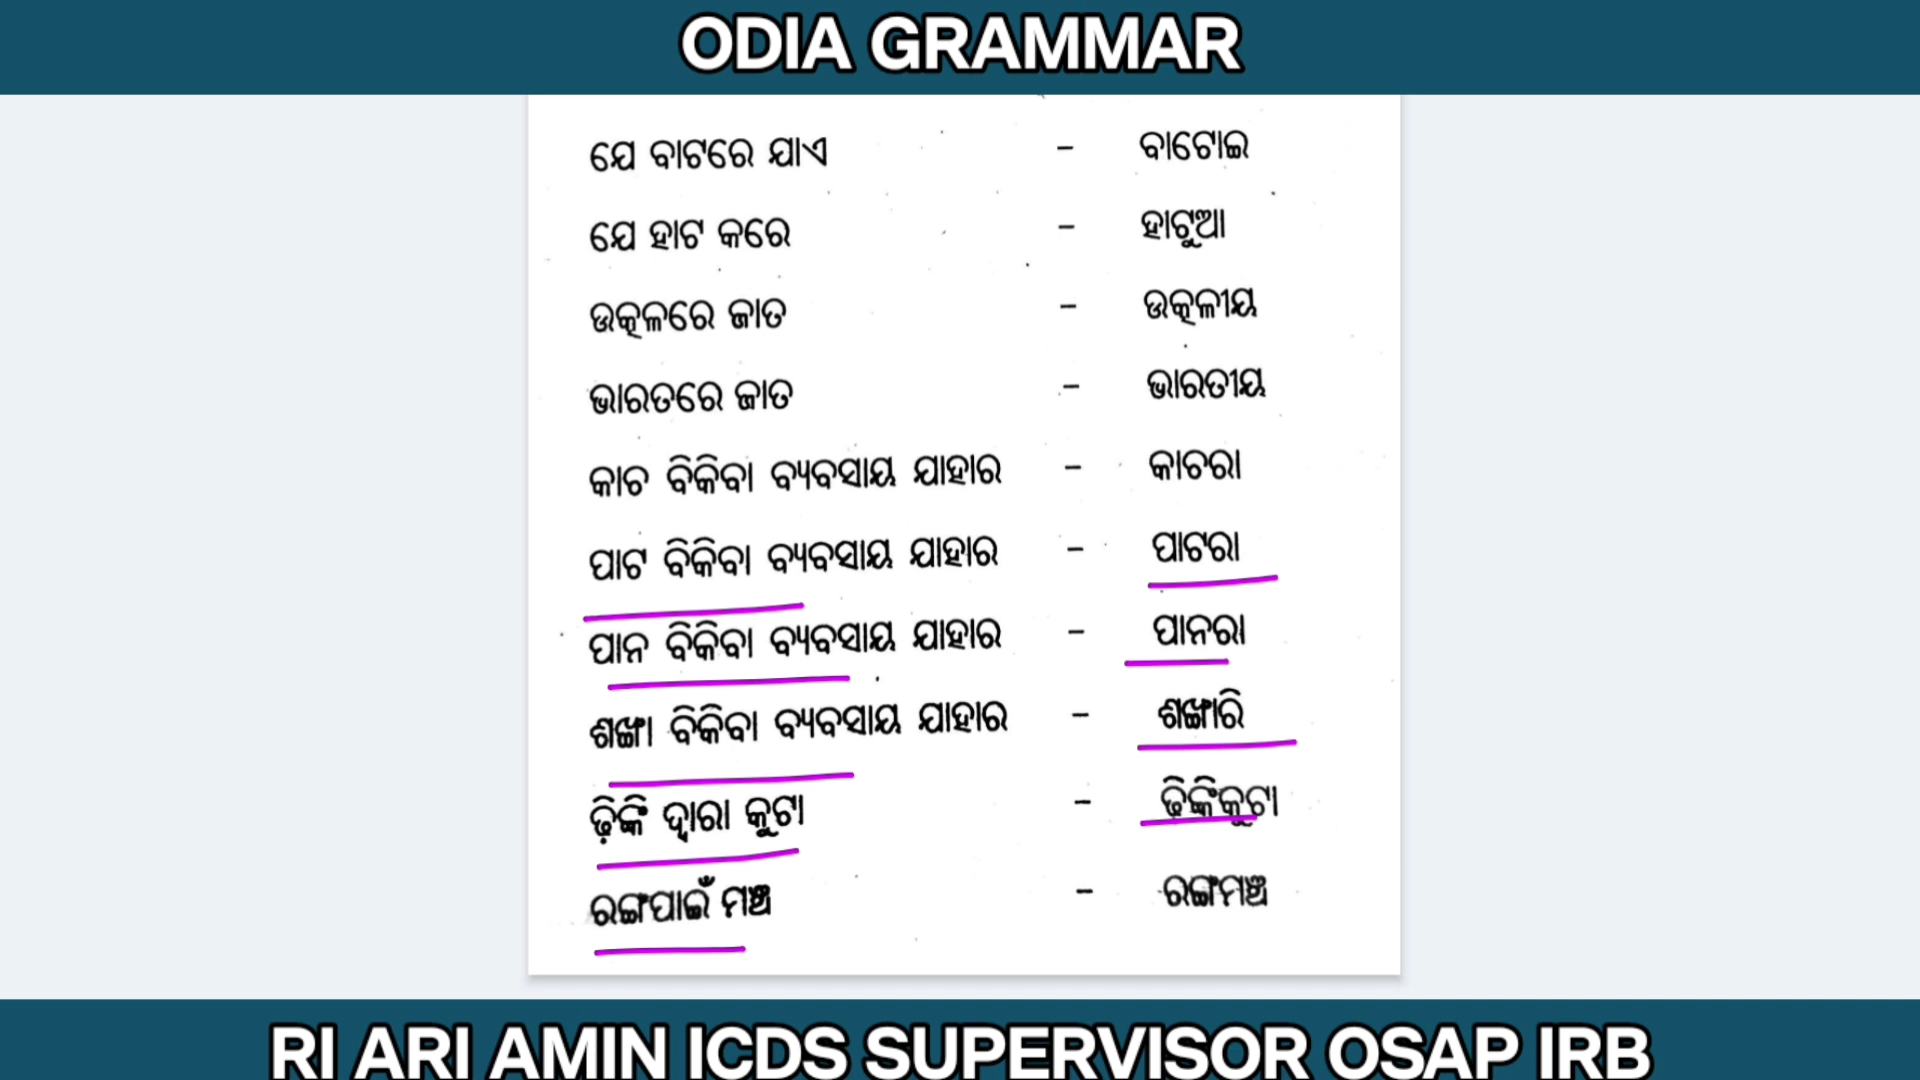 ODIA GRAMMAR
ଯେ ବାଟରେ ଯାଏ - ବାଟୋଇ
ଯେ ହାଟ କରେ - ହାଟୁଆ
ଉତ୍କଳରେ ଜାତ - ଉତ୍କଳୀୟ
ଭାରତରେ ଜାତ - ଭାରତୀୟ
କାଚ ବିକିବା ବ୍ୟବସାୟ ଯାହାର - କାଚରା
ପାଟ ବିକିବା ବ୍ୟବସାୟ ଯାହାର - ପାଟରା
ପାନ ବିକିବା ବ୍ୟବସାୟ ଯାହାର - ପାନରା
ଶଙ୍ଖା ବିକିବା ବ୍ୟବସାୟ ଯାହାର - ଶଙ୍ଖାରି
ଢ଼ିଙ୍କି ଦ୍ୱାରା କୁଟା - ଢ଼ିଙ୍କିକୁଟା
ରଙ୍ଗପାଇଁ ମଞ୍ଚ - ରଙ୍ଗମଞ୍ଚ
RI ARI AMIN ICDS SUPERVISOR OSAP IRB